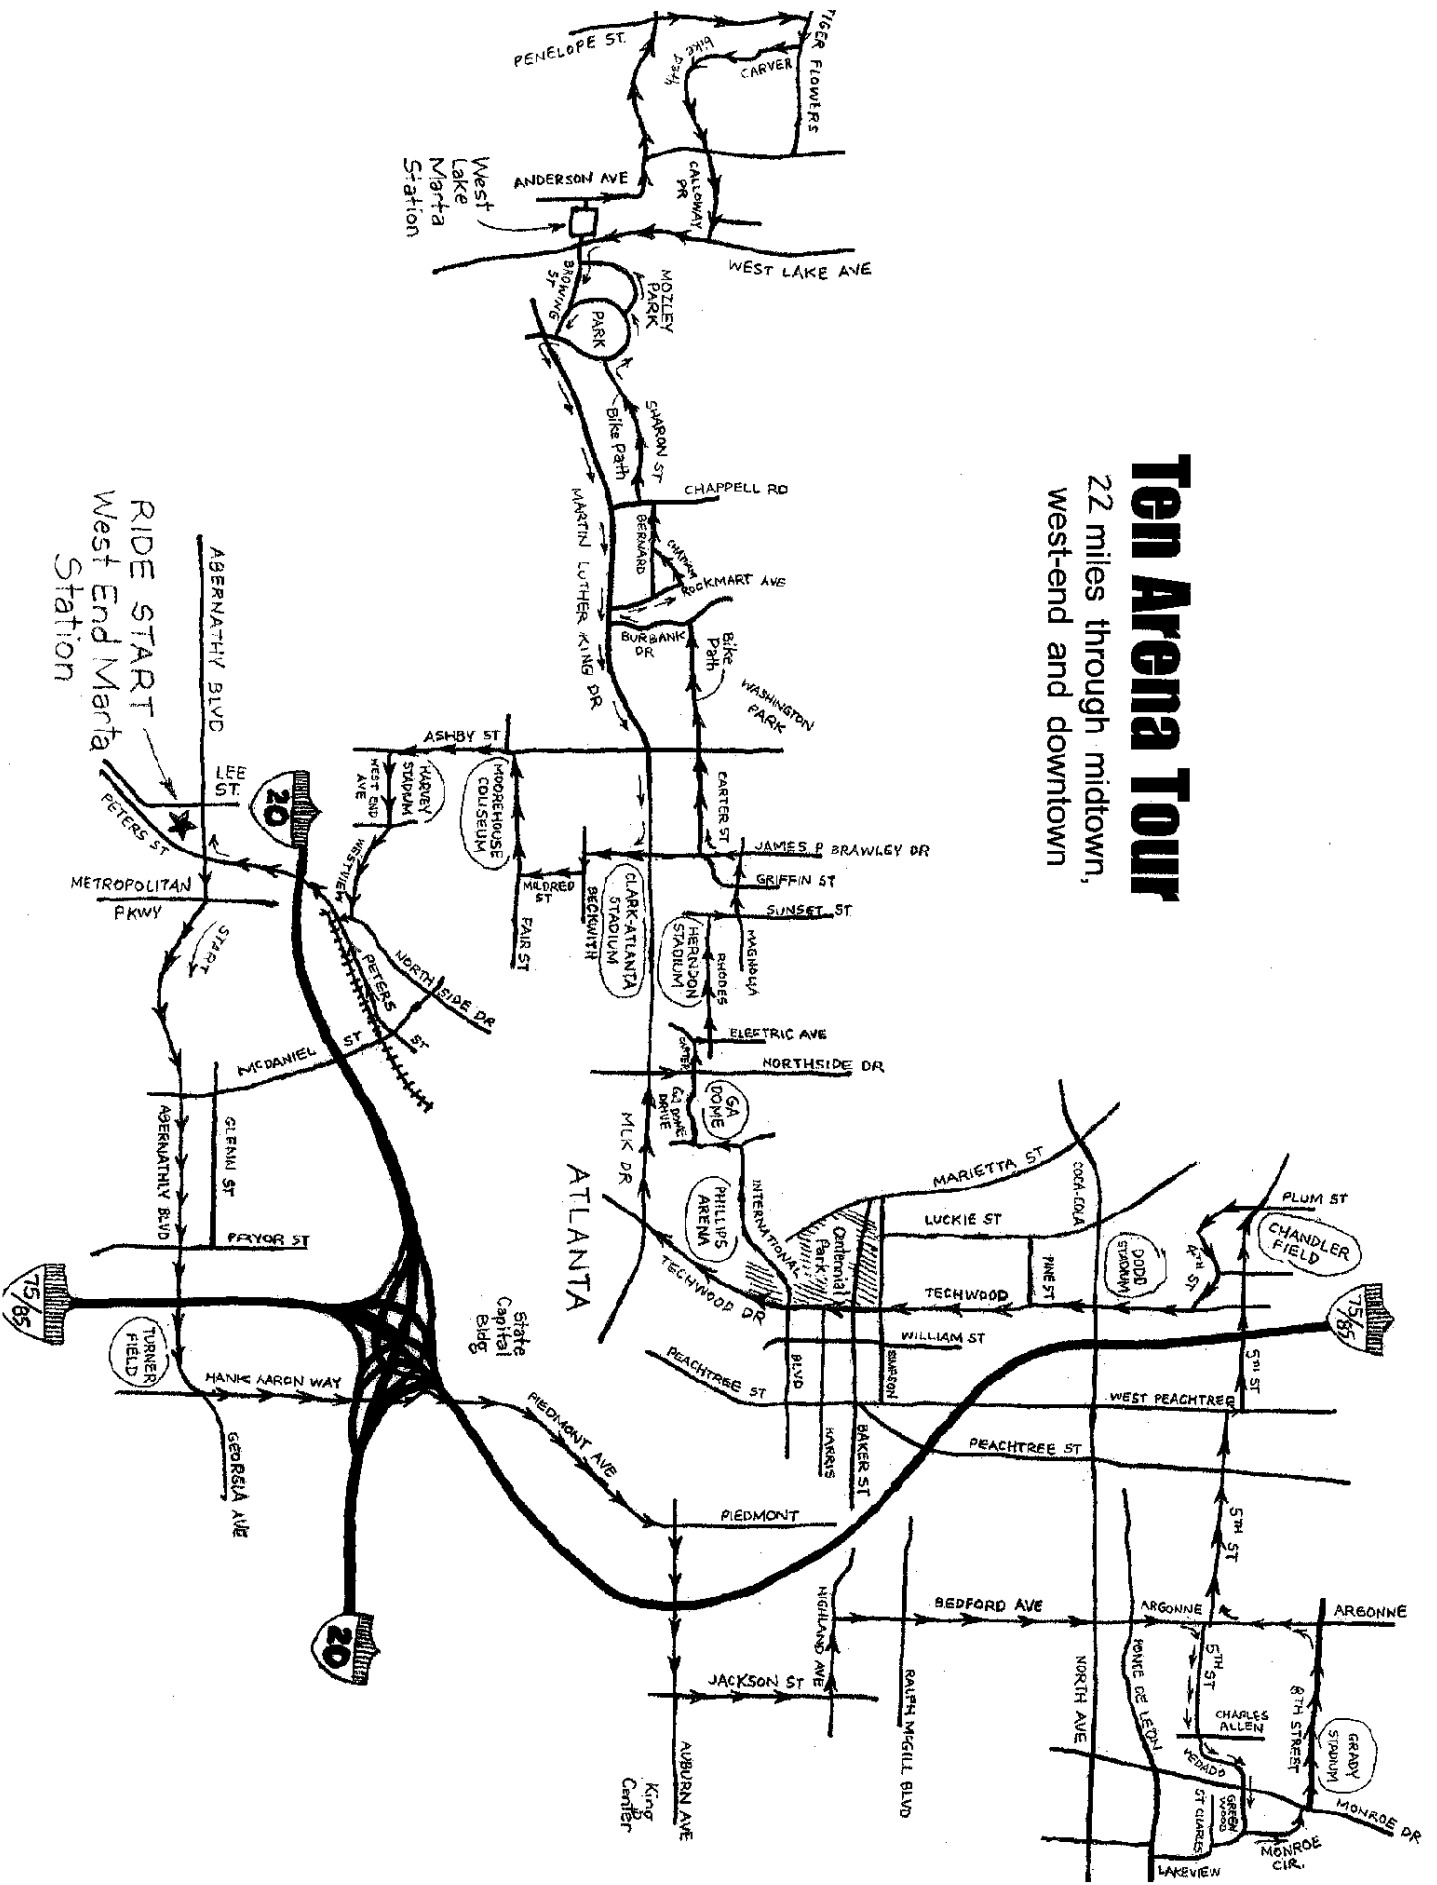 Ten Arena Tour
22 miles through midtown,
west-end and downtown
PENELOPE ST.
bike
path
CARVER
TIGER FLOWERS
West
Lake
Marta
Station
ANDERSON AVE
CALLOWAY
DR
WEST LAKE AVE
BROWING
ST
MOZLEY
PARK
PARK
SHARON ST
Bike Path
CHAPPELL RD
MARTIN LUTHER KING DR
BERNARD
CHATHAM
ROCKMART AVE
BURBANK
DR
Bike
Path
WASHINGTON
PARK
RIDE START
West End Marta
Station
ABERNATHY BLVD
LEE
ST.
PETERS ST
METROPOLITAN
PKWY
START
20
ASHBY ST
WEST END
AVE
HARVEY
STADIUM
MOOREHOUSE
COLISEUM
CARTER ST
JAMES P BRAWLEY DR
GRIFFIN ST
SUNSET ST.
MAGNOLIA
MILDRED
ST
BECKWITH
FAIR ST
CLARK-ATLANTA
STADIUM
HERNDON
STADIUM
RHODES
WESTVIEW
NORTHSIDE DR
PETERS
ST
MCDANIEL ST
ELECTRIC AVE
CARTER
NORTHSIDE DR
GA DOME
DRIVE
GA
DOME
MLK DR
ATLANTA
PHILLIPS
ARENA
INTERNATIONAL
BLVD
Centennial
Park
TECHWOOD DR
MARIETTA ST
COCA-COLA
LUCKIE ST
PINE ST
DODD
STADIUM
TECHWOOD
4TH ST
PLUM ST
CHANDLER
FIELD
75/85
WILLIAM ST
SIMPSON
5TH ST
WEST PEACHTREE
PEACHTREE ST
PEACHTREE ST
HARRIS
BAKER ST
GLENN ST
ABERNATHLY BLVD
PRYOR ST
75/85
TURNER
FIELD
HANK AARON WAY
GEORGIA AVE
State
Capital
Bldg
PIEDMONT AVE
PIEDMONT
20
HIGHLAND AVE
BEDFORD AVE
RALPH MCGILL BLVD
JACKSON ST
AUBURN AVE
King
Center
ARGONNE
ARGONNE
5TH ST
5TH ST
PONCE DE LEON
NORTH AVE
CHARLES
ALLEN
VEDADO
8TH STREET
GRADY
STADIUM
MONROE DR
GREEN
WOOD
ST CHARLES
MONROE
CIR.
LAKEVIEW